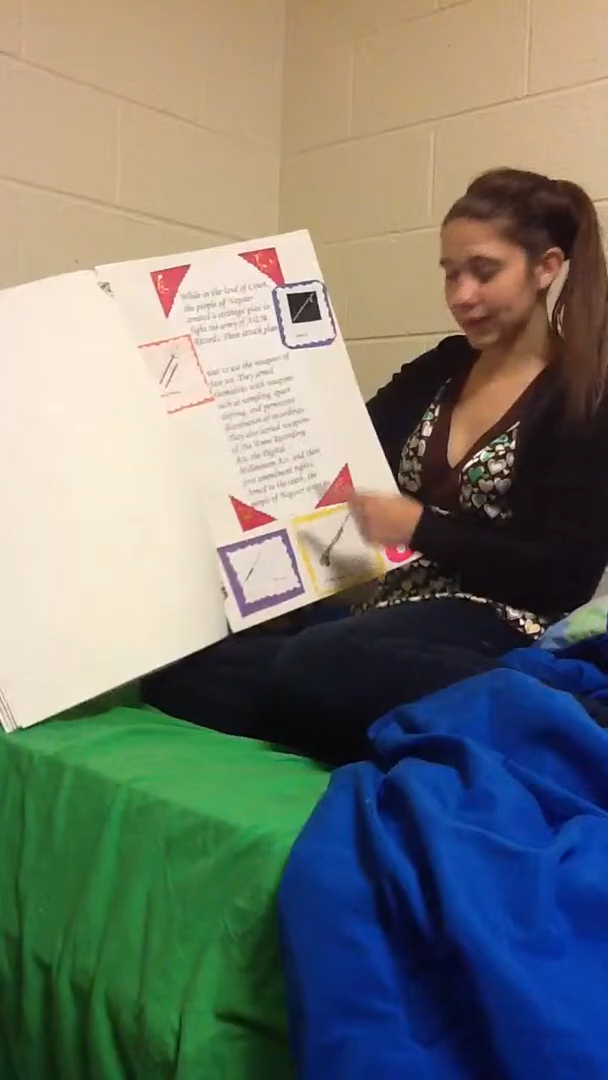 While in the land of Court,
the people of Napster
created a strategic plan to
fight the army of A&M
Records. Their attack plan
was to use the weapons of
fair use. They armed
themselves with weapons
such as sampling, space
shifting, and permissive
distribution of recordings.
They also carried weapons
of The Home Recording
Act, the Digital
Millennium Act, and their
first amendment rights.
Armed to the teeth, the
people of Napster